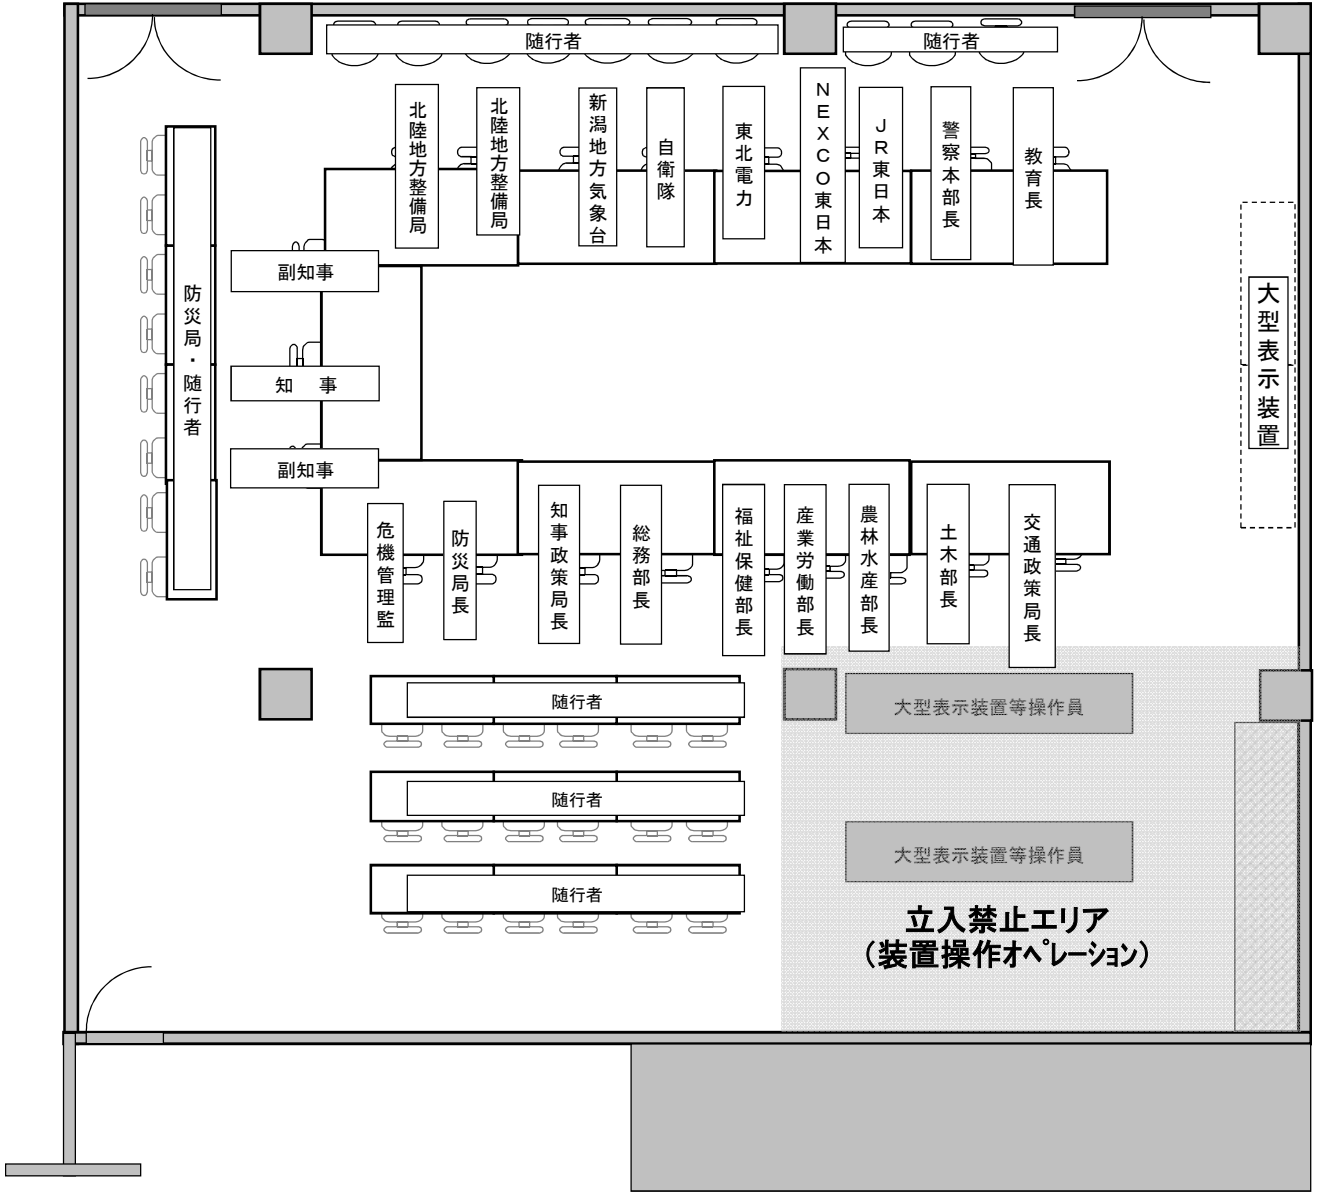 随行者
随行者
北陸地方整備局
北陸地方整備局
新潟地方気象台
自衛隊
東北電力
ＮＥＸＣＯ東日本
ＪＲ東日本
警察本部長
教育長
防災局・随行者
副知事
知　事
副知事
大型表示装置
危機管理監
防災局長
知事政策局長
総務部長
福祉保健部長
産業労働部長
農林水産部長
土木部長
交通政策局長
随行者
大型表示装置等操作員
随行者
大型表示装置等操作員
随行者
立入禁止エリア
（装置操作ｵﾍﾟﾚｰｼｮﾝ）